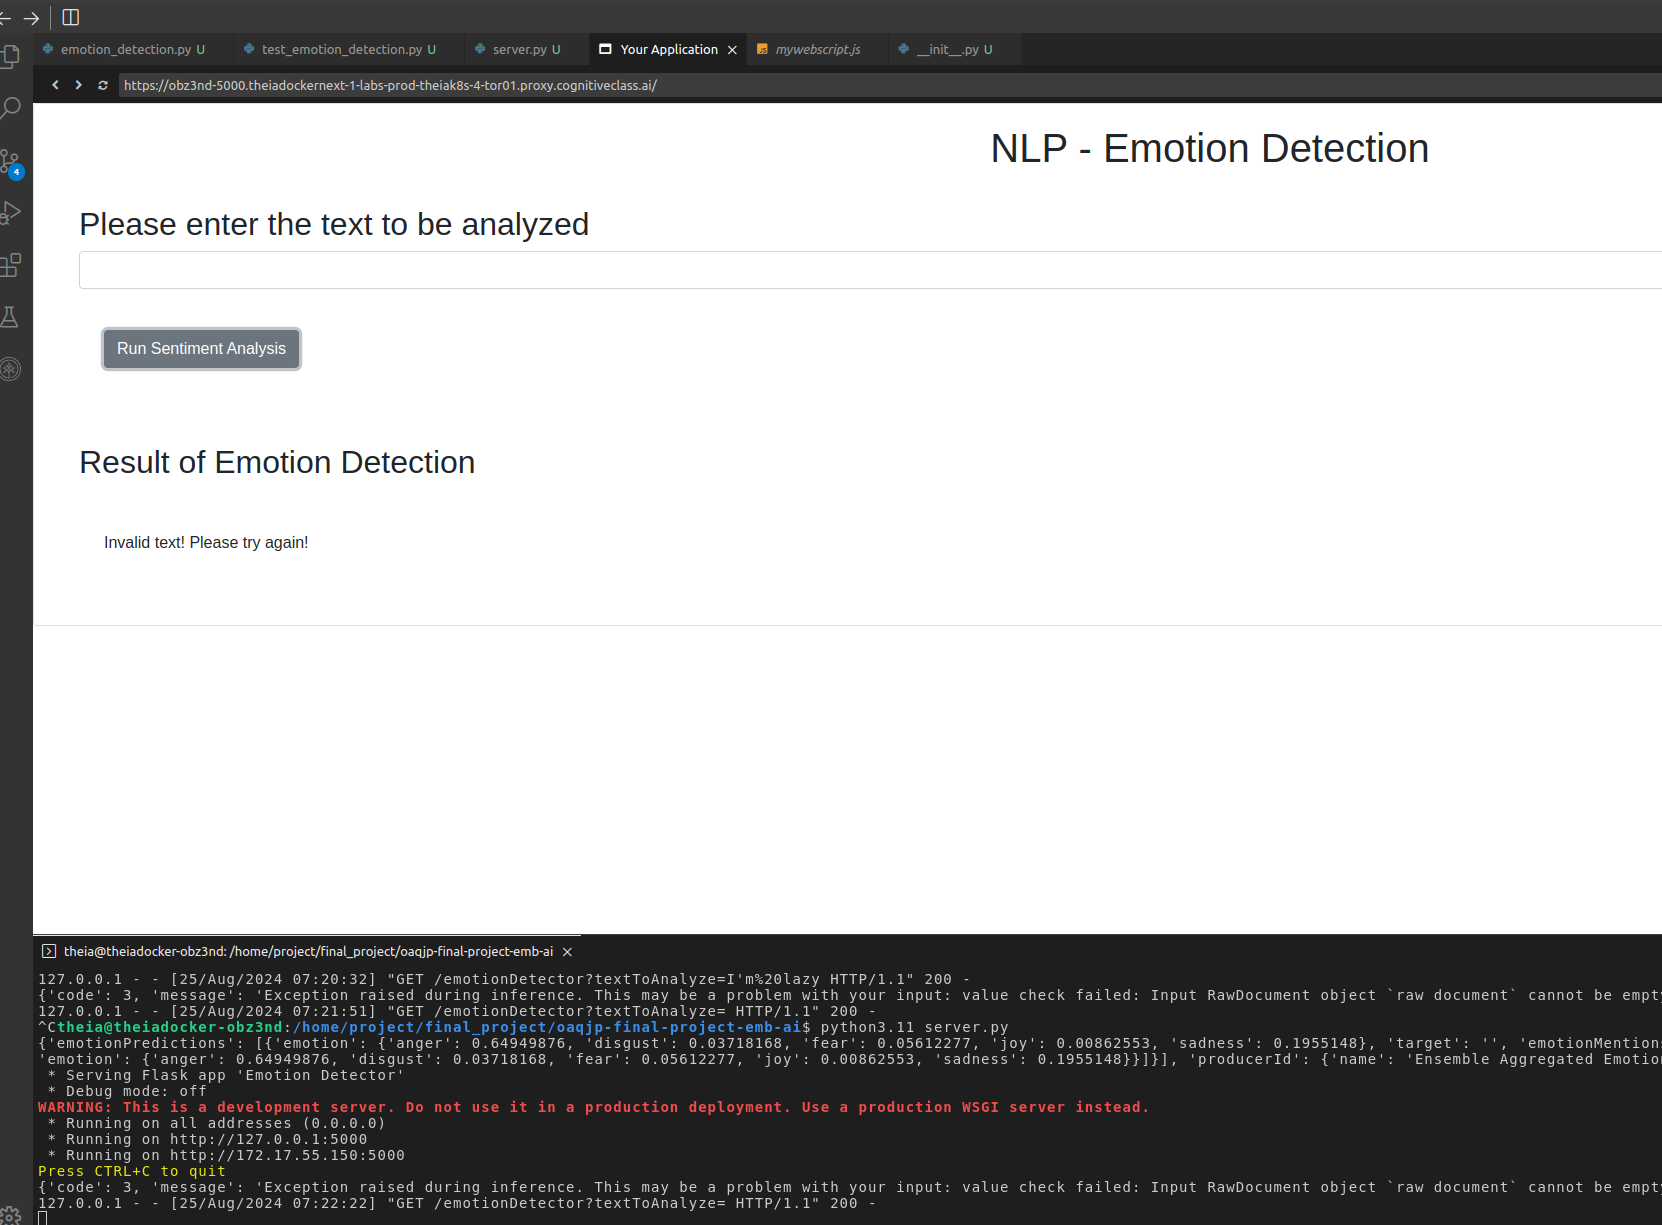 emotion_detection.py U
test_emotion_detection.py U
server.py U
Your Application
mywebscript.js
__init__.py U
https://obz3nd-5000.theiadockernext-1-labs-prod-theiak8s-4-tor01.proxy.cognitiveclass.ai/
4
NLP - Emotion Detection
Please enter the text to be analyzed
Run Sentiment Analysis
Result of Emotion Detection
Invalid text! Please try again!
theia@theiadocker-obz3nd: /home/project/final_project/oaqjp-final-project-emb-ai
127.0.0.1 - - [25/Aug/2024 07:20:32] "GET /emotionDetector?textToAnalyze=I'm%20lazy HTTP/1.1" 200 -
{'code': 3, 'message': 'Exception raised during inference. This may be a problem with your input: value check failed: Input RawDocument object `raw document` cannot be empty
127.0.0.1 - - [25/Aug/2024 07:21:51] "GET /emotionDetector?textToAnalyze= HTTP/1.1" 200 -
^Ctheia@theiadocker-obz3nd:/home/project/final_project/oaqjp-final-project-emb-ai$ python3.11 server.py
{'emotionPredictions': [{'emotion': {'anger': 0.64949876, 'disgust': 0.03718168, 'fear': 0.05612277, 'joy': 0.00862553, 'sadness': 0.1955148}, 'target': '', 'emotionMentions
'emotion': {'anger': 0.64949876, 'disgust': 0.03718168, 'fear': 0.05612277, 'joy': 0.00862553, 'sadness': 0.1955148}}]}], 'producerId': {'name': 'Ensemble Aggregated Emotion
* Serving Flask app 'Emotion Detector'
* Debug mode: off
WARNING: This is a development server. Do not use it in a production deployment. Use a production WSGI server instead.
* Running on all addresses (0.0.0.0)
* Running on http://127.0.0.1:5000
* Running on http://172.17.55.150:5000
Press CTRL+C to quit
{'code': 3, 'message': 'Exception raised during inference. This may be a problem with your input: value check failed: Input RawDocument object `raw document` cannot be empty
127.0.0.1 - - [25/Aug/2024 07:22:22] "GET /emotionDetector?textToAnalyze= HTTP/1.1" 200 -